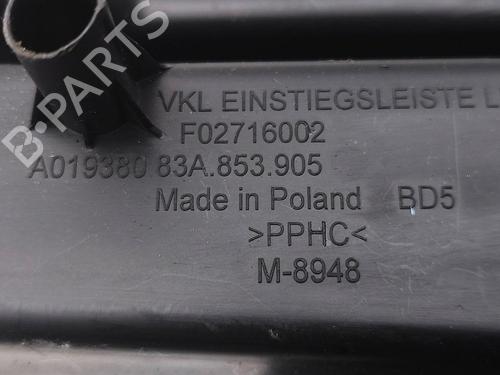 B-PARTS
VKL EINSTIEGSLEISTE L
F02716002
A019380 83A.853.905
Made in Poland BD5
>PPHC<
M-8948